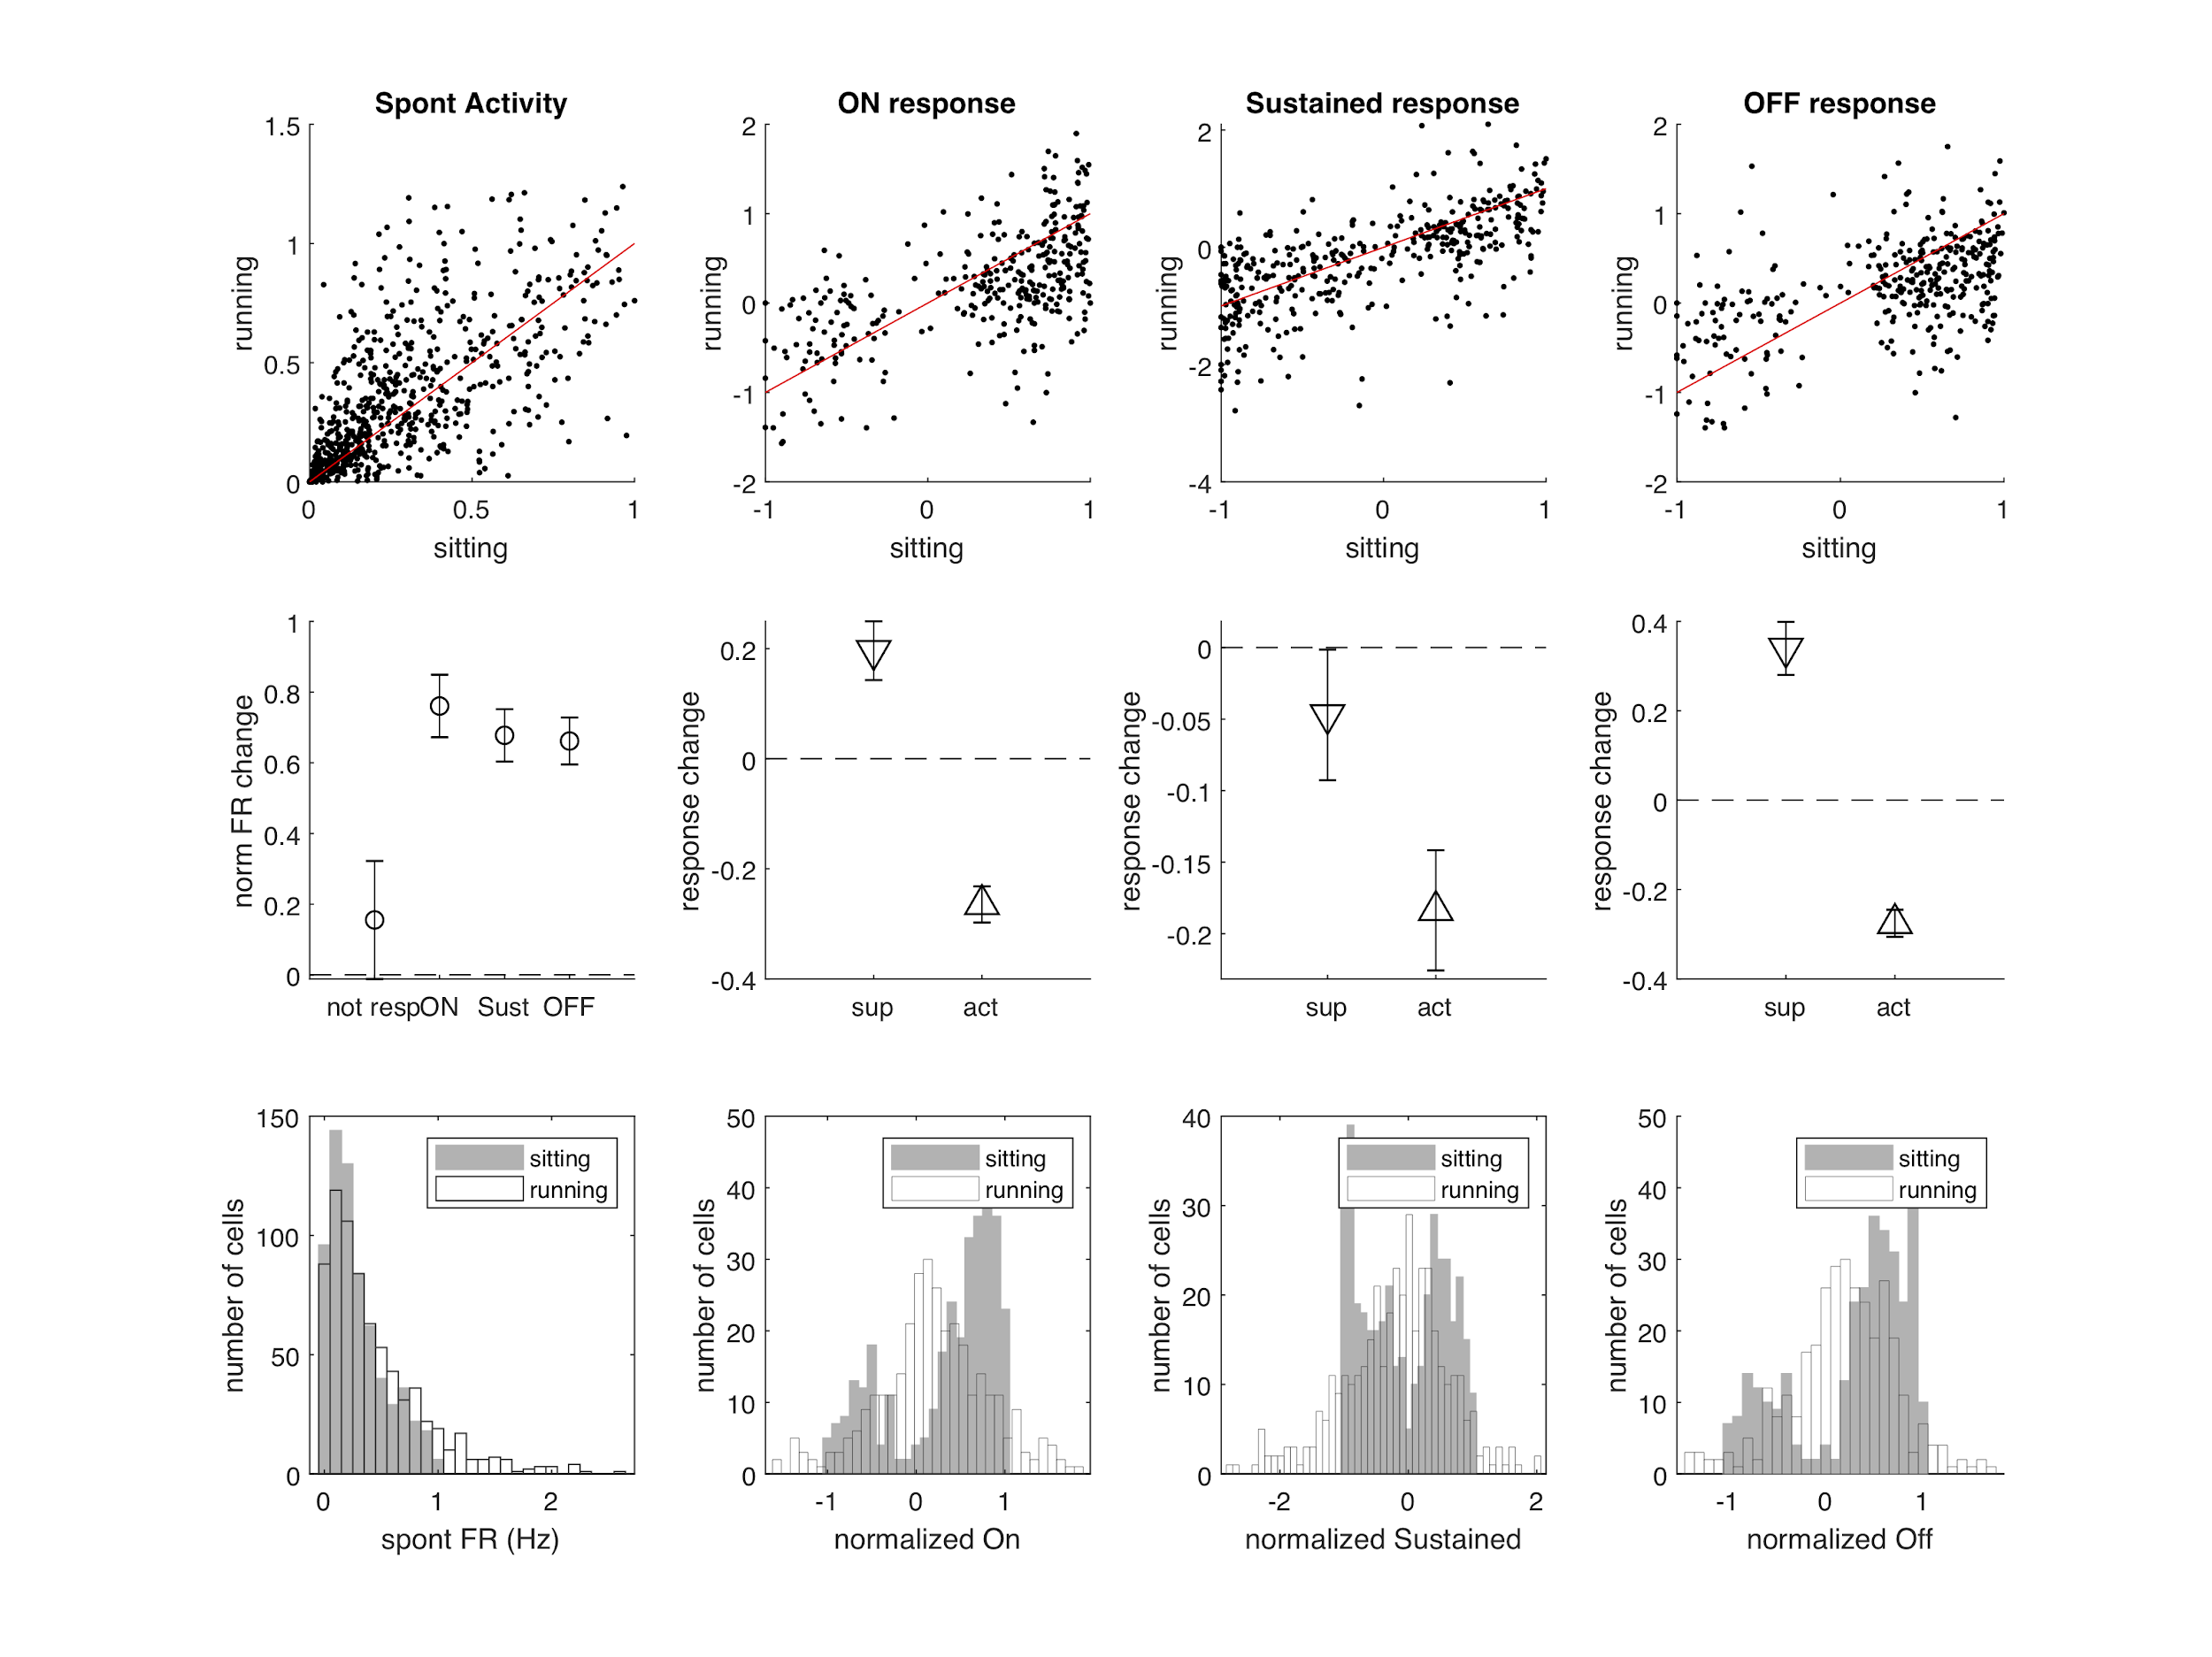 Spont Activity
1.5
1
0.5
0
0
0.5
1
running
sitting
ON response
2
1
0
-1
-2
-1
0
1
running
sitting
Sustained response
2
0
-2
-4
-1
0
1
running
sitting
OFF response
2
1
0
-1
-2
-1
0
1
running
sitting
1
0.8
0.6
0.4
0.2
0
norm FR change
not resp
ON
Sust
OFF
0.2
0
-0.2
-0.4
response change
sup
act
0
-0.05
-0.1
-0.15
-0.2
response change
sup
act
0.4
0.2
0
-0.2
-0.4
response change
sup
act
150
100
50
0
0
1
2
number of cells
spont FR (Hz)
sitting
running
50
40
30
20
10
0
-1
0
1
number of cells
normalized On
sitting
running
40
30
20
10
0
-2
0
2
number of cells
normalized Sustained
sitting
running
50
40
30
20
10
0
-1
0
1
number of cells
normalized Off
sitting
running